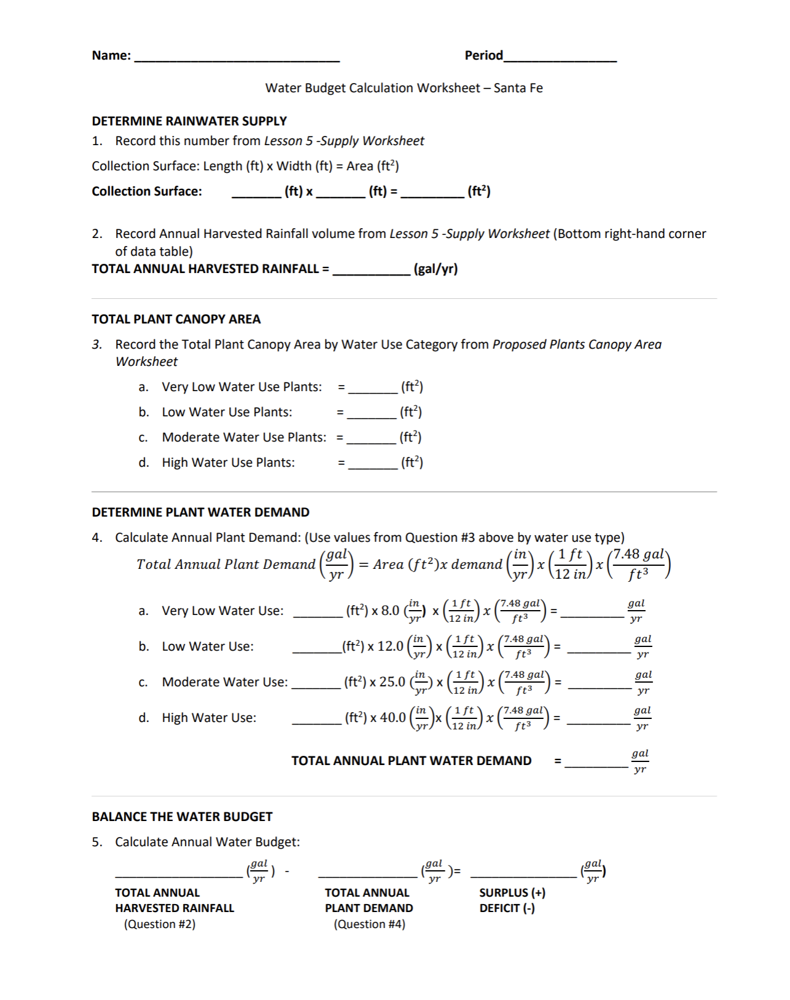 Name: _____________________________ Period________________
Water Budget Calculation Worksheet – Santa Fe
DETERMINE RAINWATER SUPPLY
1. Record this number from Lesson 5 -Supply Worksheet
Collection Surface: Length (ft) x Width (ft) = Area (ft²)
Collection Surface: _______ (ft) x _______ (ft) = _________ (ft²)
2. Record Annual Harvested Rainfall volume from Lesson 5 -Supply Worksheet (Bottom right-hand corner
of data table)
TOTAL ANNUAL HARVESTED RAINFALL = ___________ (gal/yr)
TOTAL PLANT CANOPY AREA
3. Record the Total Plant Canopy Area by Water Use Category from Proposed Plants Canopy Area
Worksheet
a. Very Low Water Use Plants: = _______ (ft²)
b. Low Water Use Plants: = _______ (ft²)
c. Moderate Water Use Plants: = _______ (ft²)
d. High Water Use Plants: = _______ (ft²)
DETERMINE PLANT WATER DEMAND
4. Calculate Annual Plant Demand: (Use values from Question #3 above by water use type)
Total Annual Plant Demand (gal/yr) = Area (ft²)x demand (in/yr) x (1 ft/12 in) x (7.48 gal/ft³)
a. Very Low Water Use: _______ (ft²) x 8.0 (in/yr) x (1 ft/12 in) x (7.48 gal/ft³) = _________ gal/yr
b. Low Water Use: _______(ft²) x 12.0 (in/yr) x (1 ft/12 in) x (7.48 gal/ft³) = _________ gal/yr
c. Moderate Water Use: _______ (ft²) x 25.0 (in/yr) x (1 ft/12 in) x (7.48 gal/ft³) = _________ gal/yr
d. High Water Use: _______ (ft²) x 40.0 (in/yr)x (1 ft/12 in) x (7.48 gal/ft³) = _________ gal/yr
TOTAL ANNUAL PLANT WATER DEMAND = _________ gal/yr
BALANCE THE WATER BUDGET
5. Calculate Annual Water Budget:
__________________ (gal/yr) - ______________ (gal/yr)= _______________ (gal/yr)
TOTAL ANNUAL TOTAL ANNUAL SURPLUS (+)
HARVESTED RAINFALL PLANT DEMAND DEFICIT (-)
(Question #2) (Question #4)